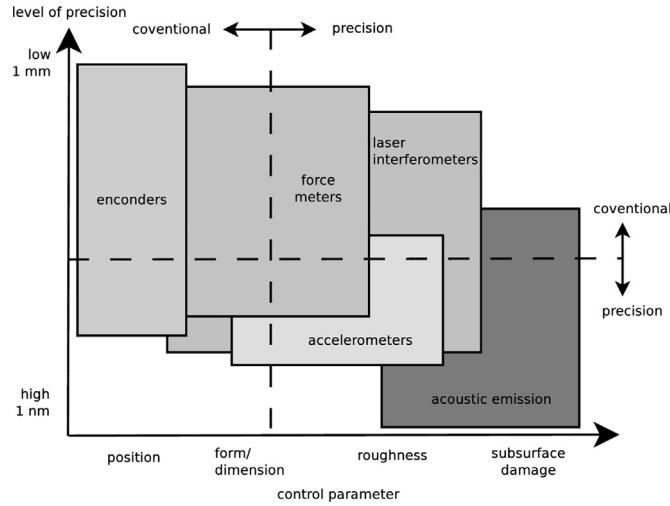 level of precision
coventional
precision
low
1 mm
laser
interferometers
force
meters
enconders
coventional
precision
accelerometers
high
1 nm
acoustic emission
position
form/
dimension
roughness
subsurface
damage
control parameter